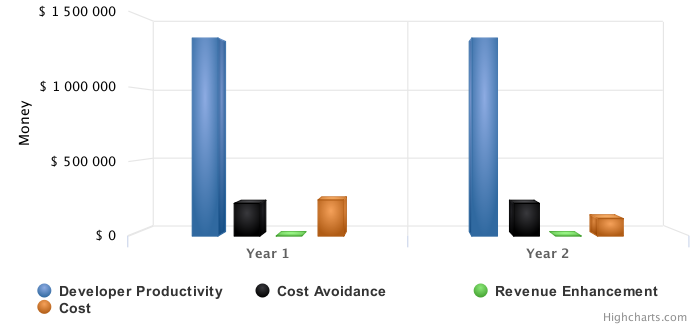 $ 1 500 000
$ 1 000 000
$ 500 000
$ 0
Money
Year 1
Year 2
Developer Productivity
Cost Avoidance
Revenue Enhancement
Cost
Highcharts.com